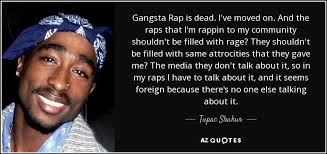 Gangsta Rap is dead. I've moved on. And the
raps that I'm rappin to my community
shouldn't be filled with rage? They shouldn't
be filled with same attrocities that they gave
me? The media they don't talk about it, so in
my raps I have to talk about it, and it seems
foreign because there's no one else talking
about it.
Tupac Shakur
AZ QUOTES